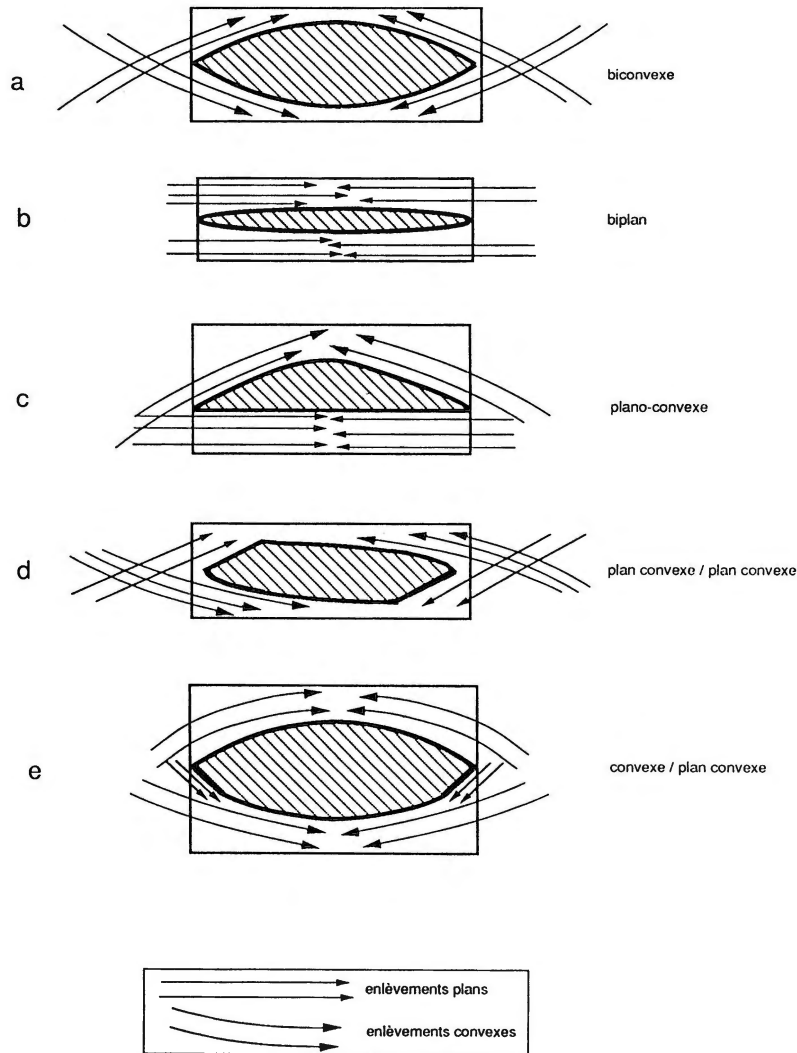 a biconvexe
b biplan
c plano-convexe
d plan convexe / plan convexe
e convexe / plan convexe
enlèvements plans
enlèvements convexes